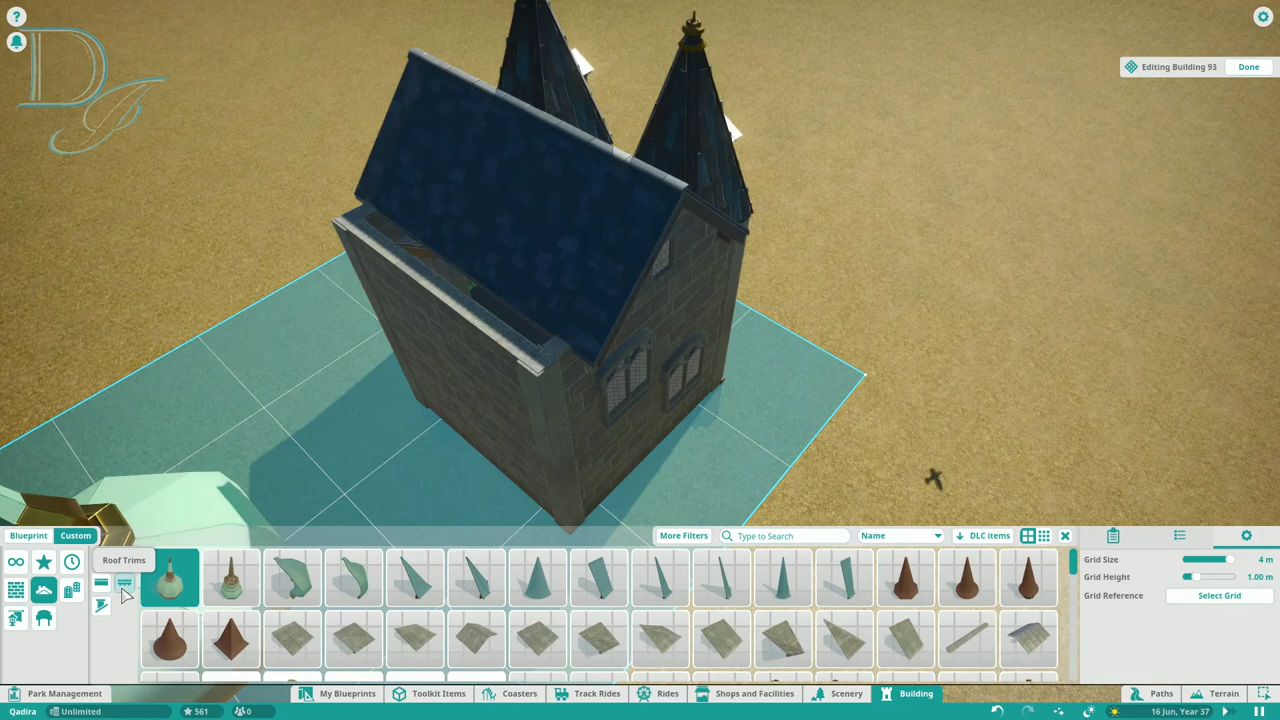 ?
DJ
Editing Building 93
Done
Blueprint
Custom
More Filters
Type to Search
Name
DLC items
Roof Trims
Grid Size
4 m
Grid Height
1.00 m
Grid Reference
Select Grid
Park Management
My Blueprints
Toolkit Items
Coasters
Track Rides
Rides
Shops and Facilities
Scenery
Building
Paths
Terrain
Qadira
Unlimited
561
0
16 Jun, Year 37